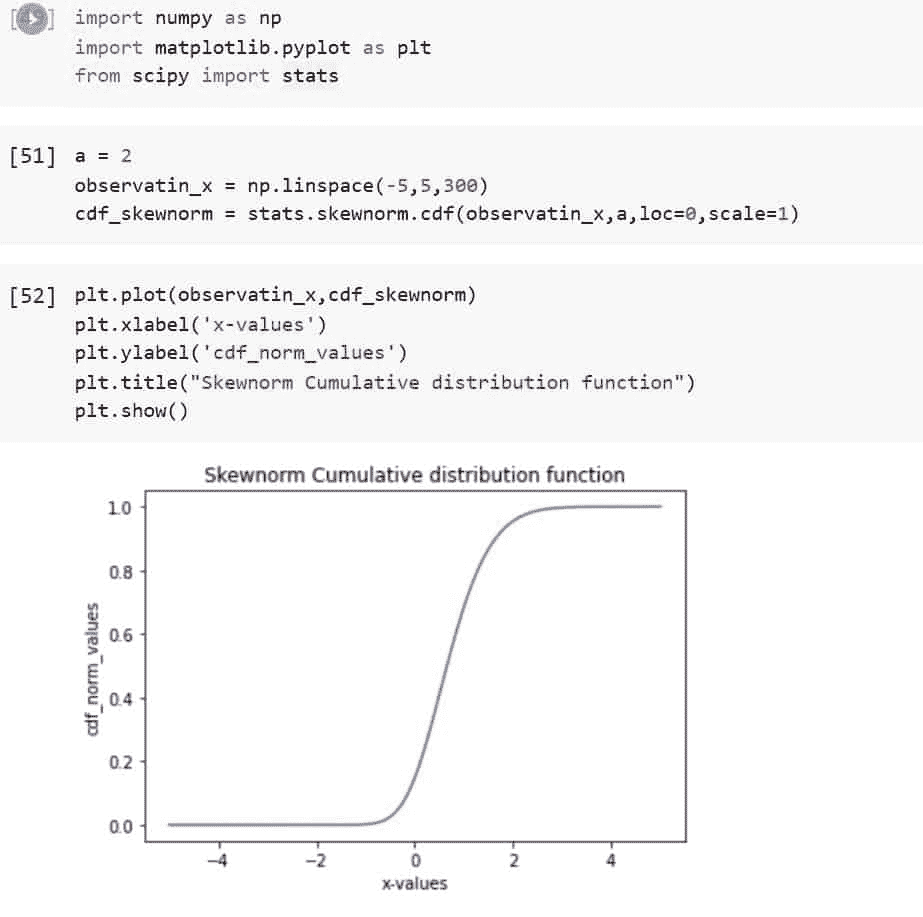 import numpy as np
import matplotlib.pyplot as plt
from scipy import stats
[51] a = 2
observatin_x = np.linspace(-5,5,300)
cdf_skewnorm = stats.skewnorm.cdf(observatin_x,a,loc=0,scale=1)
[52] plt.plot(observatin_x,cdf_skewnorm)
plt.xlabel('x-values')
plt.ylabel('cdf_norm_values')
plt.title("Skewnorm Cumulative distribution function")
plt.show()
Skewnorm Cumulative distribution function
1.0
0.8
0.6
0.4
0.2
0.0
cdf_norm_values
−4 −2 0 2 4
x-values